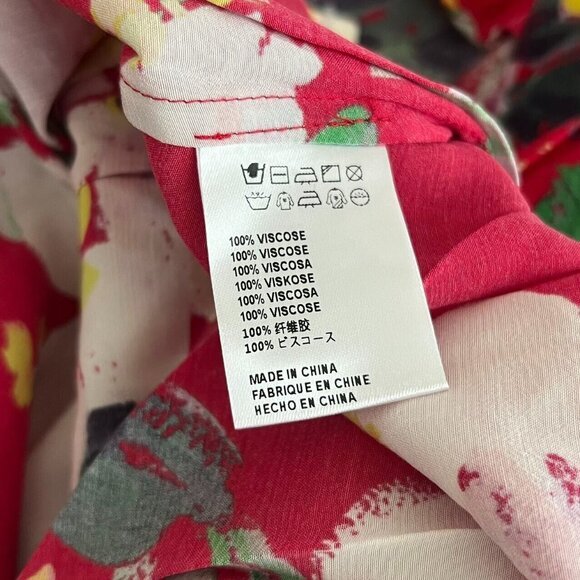 100% VISCOSE
100% VISCOSE
100% VISCOSA
100% VISKOSE
100% VISCOSA
100% VISCOSE
100% 纤维胶
100% ビスコース
MADE IN CHINA
FABRIQUE EN CHINE
HECHO EN CHINA